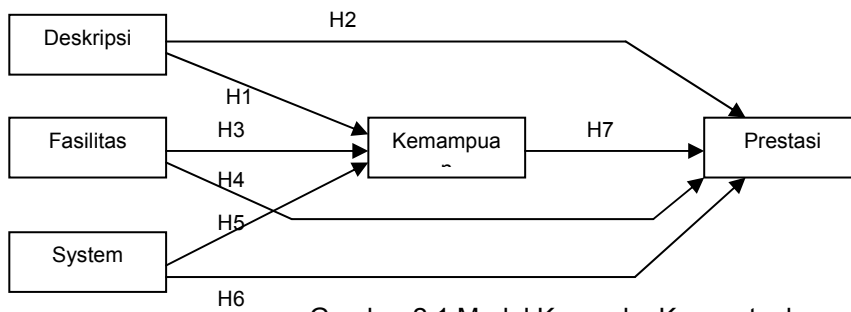 H2
Deskripsi
H1
Fasilitas
H3
Kemampua
H7
Prestasi
H4
H5
System
H6